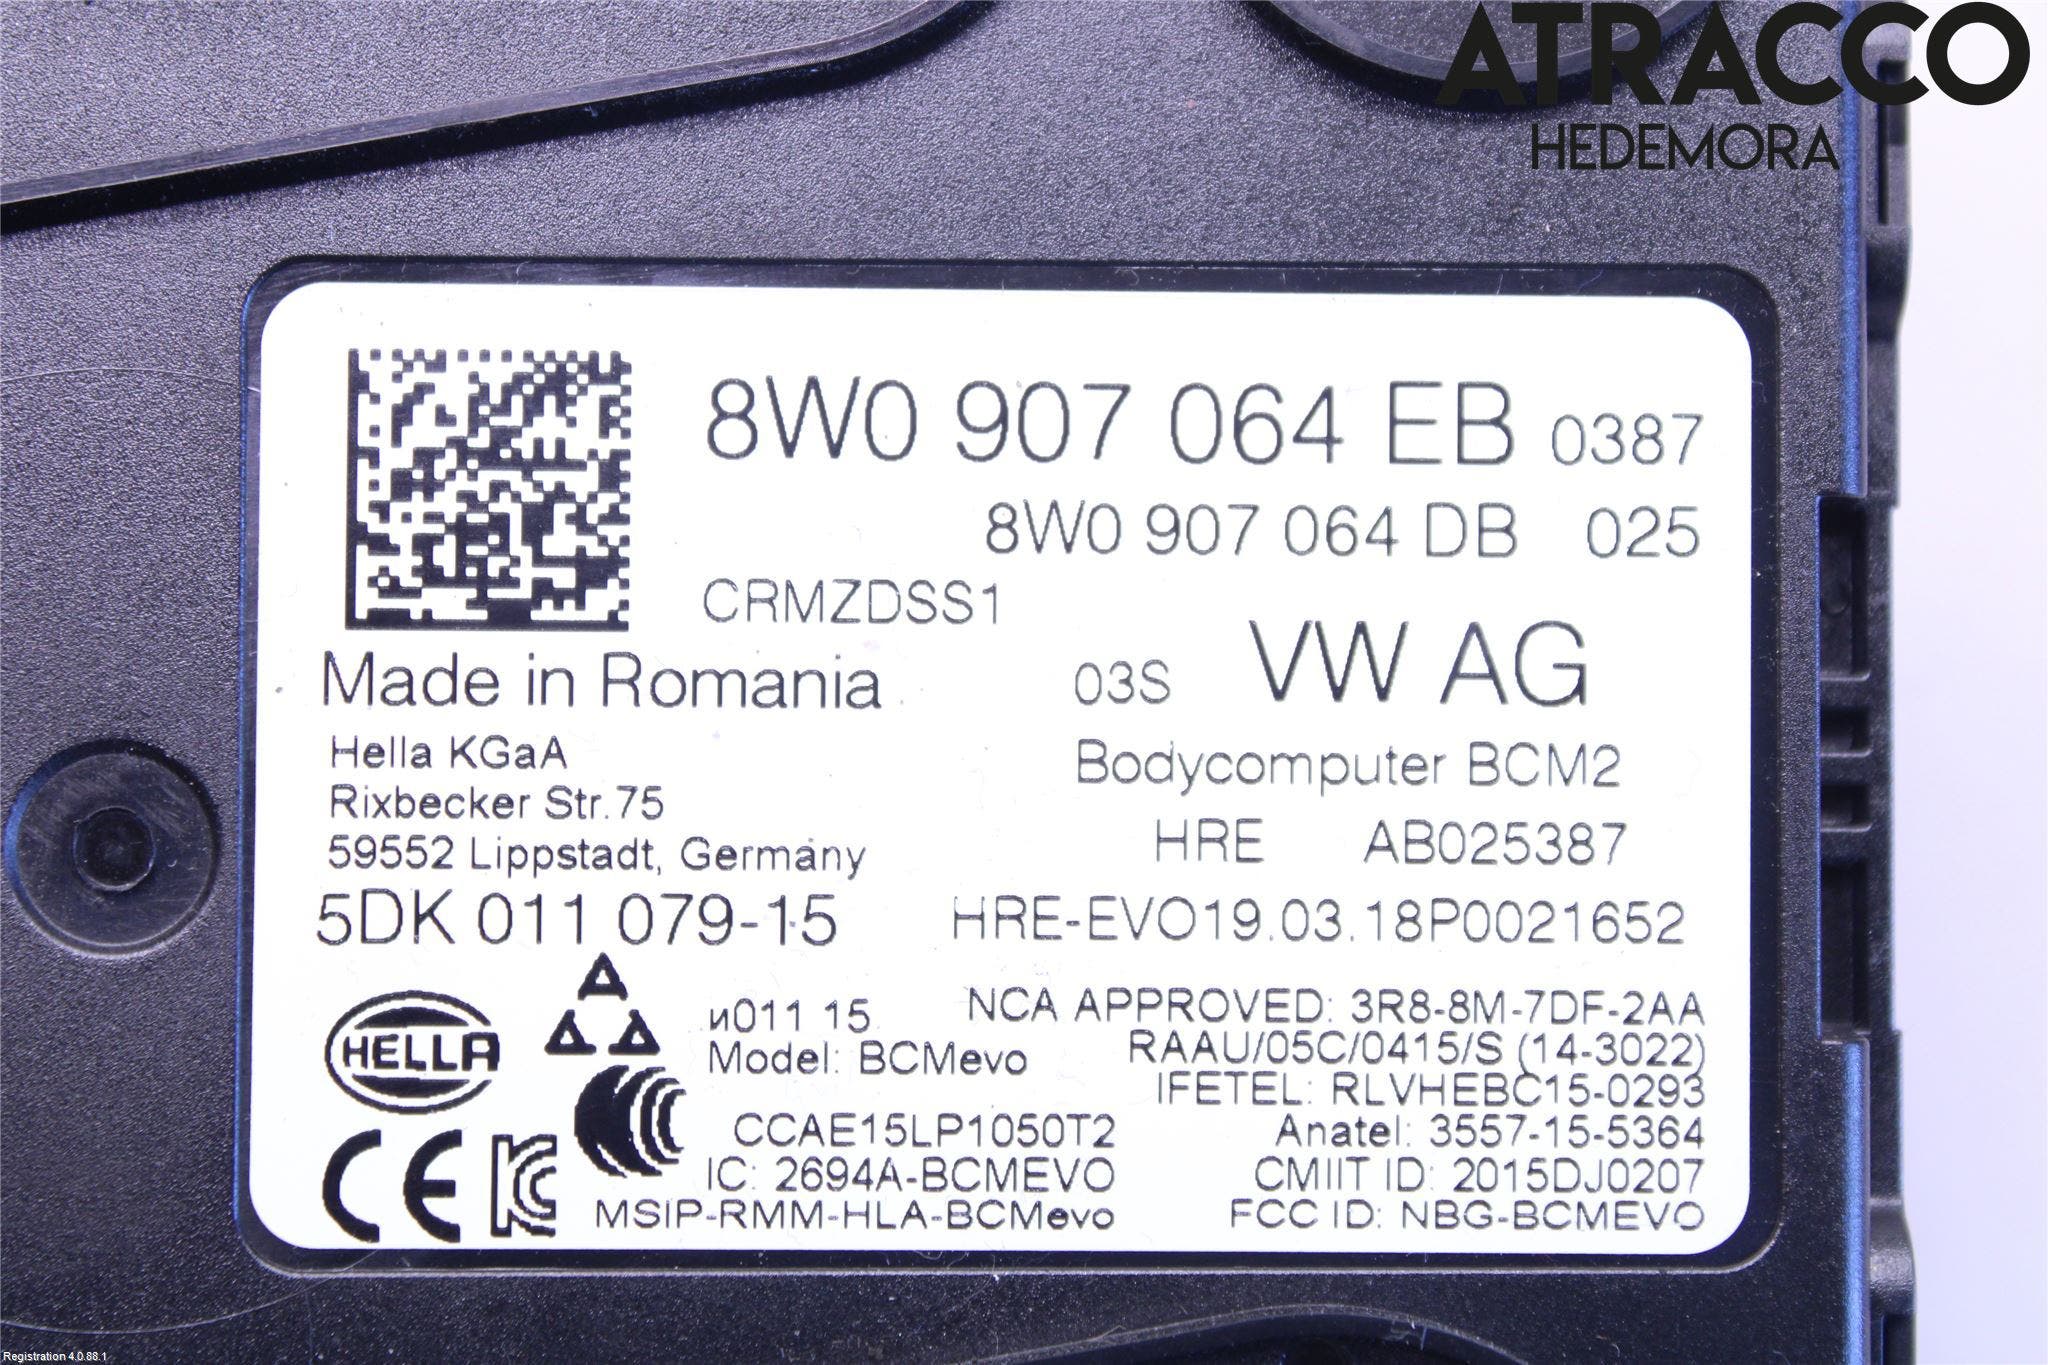 ATRACCO
HEDEMORA
8W0 907 064 EB 0387
8W0 907 064 DB 025
CRMZDSS1
Made in Romania
03S VW AG
Hella KGaA
Bodycomputer BCM2
Rixbecker Str.75
HRE AB025387
59552 Lippstadt, Germany
5DK 011 079-15
HRE-EVO19.03.18P0021652
HELLA
и011 15
NCA APPROVED: 3R8-8M-7DF-2AA
Model: BCMevo
RAAU/05C/0415/S (14-3022)
IFETEL: RLVHEBC15-0293
CCAE15LP1050T2
Anatel: 3557-15-5364
IC: 2694A-BCMEVO
CMIIT ID: 2015DJ0207
CE
MSIP-RMM-HLA-BCMevo
FCC ID: NBG-BCMEVO
Registration 4.0.88.1